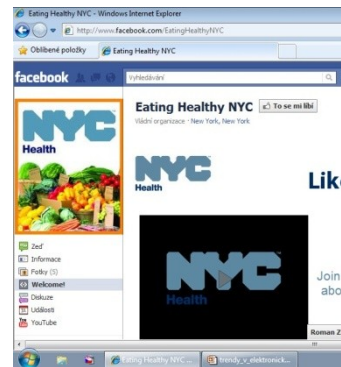 Eating Healthy NYC - Windows Internet Explorer
http://www.facebook.com/EatingHealthyNYC
Oblíbené položky
Eating Healthy NYC
facebook
Vyhledávání
Eating Healthy NYC
To se mi líbí
Vládní organizace · New York, New York
NYC
Health
NYC
Health
Lik
NYC
Health
Join
abo
Zeď
Informace
Fotky (5)
Welcome!
Diskuze
Události
YouTube
Roman Z
Eating Healthy NYC ...
trendy_v_elektronick...